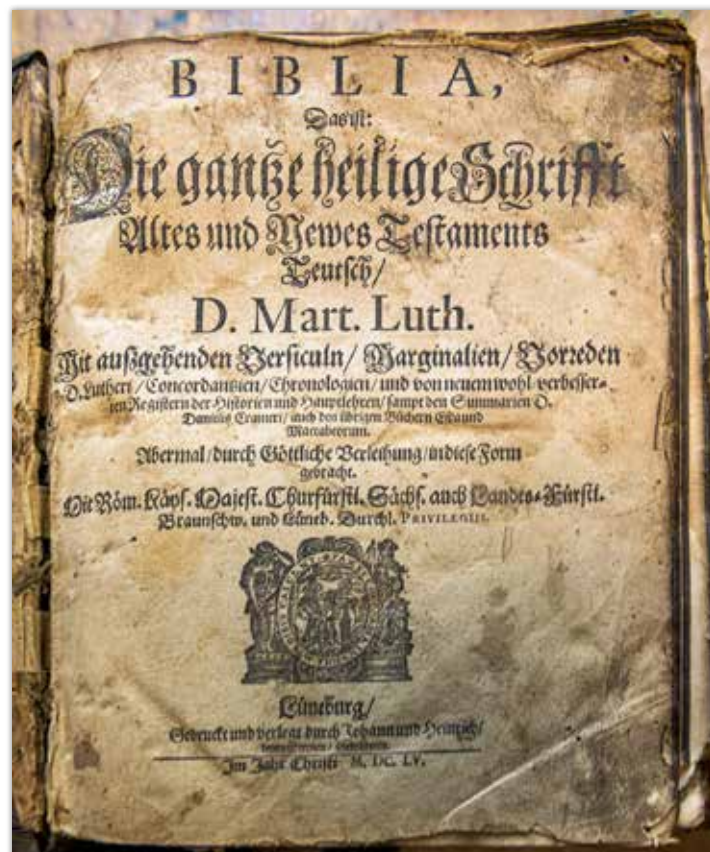 BIBLIA,
Das ist:
Die gantze heilige Schrifft
Altes und Newes Testaments
Teutsch/
D. Mart. Luth.
Mit außgehenden Versiculn/ Marginalien/ Vorreden
D. Lutheri/ Concordantzien/ Chronologien/ und von neuem wohl verbesser-
ten Registern der Historien und Hauptlehren/ sampt den Summarien D.
Danielis Crameri/ auch den übrigen Büchern Esra und
Maccabeorum.
Abermal/ durch Göttliche Verleihung/ in diese Form
gebracht.
Mit Röm. Käys. Majest. Churfürstl. Sächs. auch Landts-Fürstl.
Braunschw. und Lüneb. Durchl. PRIVILEGIIS.
Lüneburg/
Gedruckt und verlegt durch Johann und Heinrich/
Im Jahr Christi M. DC. LV.